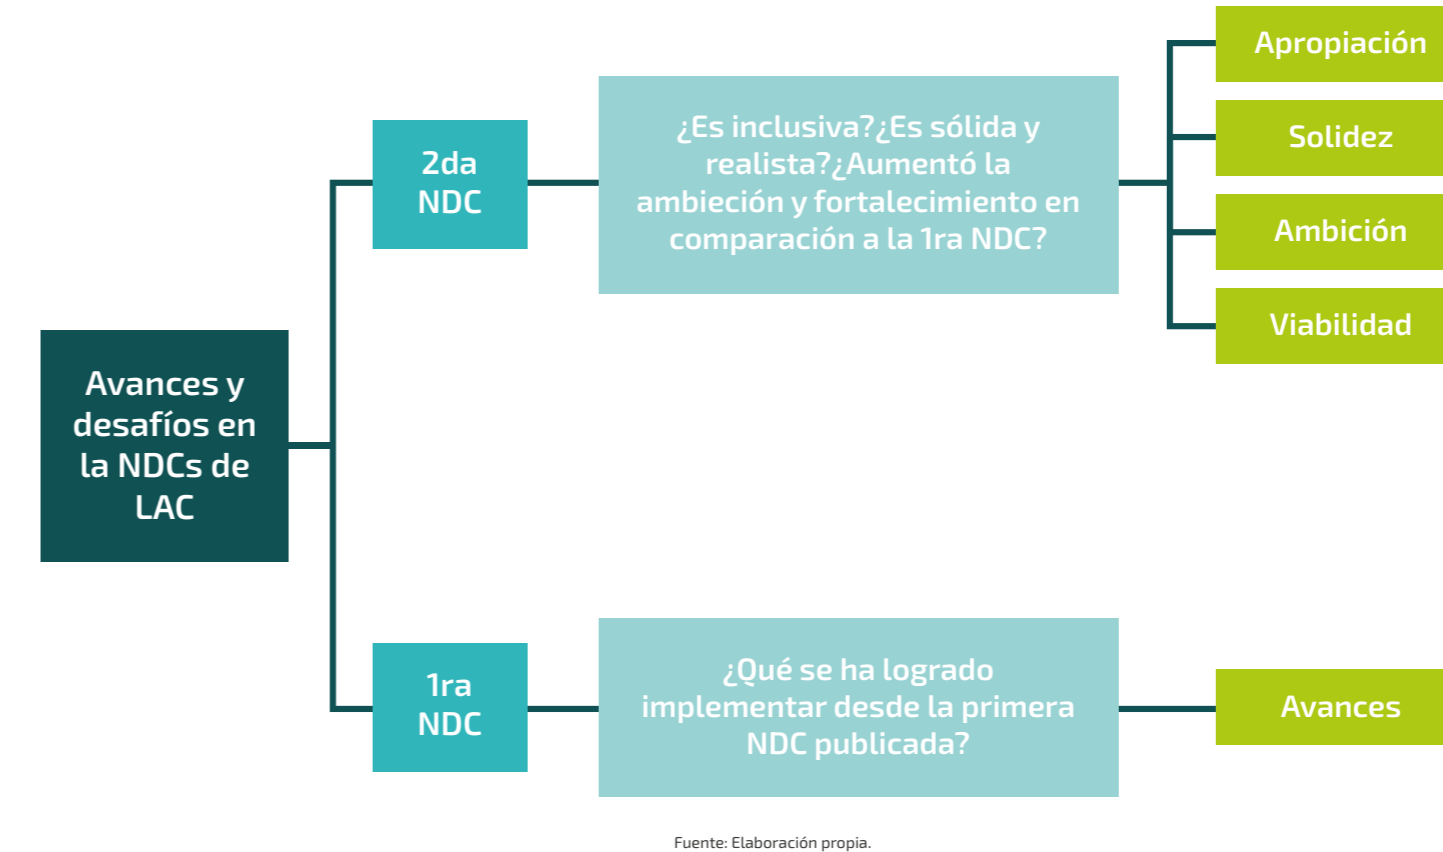 Avances y
desafíos en
la NDCs de
LAC
2da
NDC
¿Es inclusiva?¿Es sólida y
realista?¿Aumentó la
ambieción y fortalecimiento en
comparación a la 1ra NDC?
Apropiación
Solidez
Ambición
Viabilidad
1ra
NDC
¿Qué se ha logrado
implementar desde la primera
NDC publicada?
Avances
Fuente: Elaboración propia.